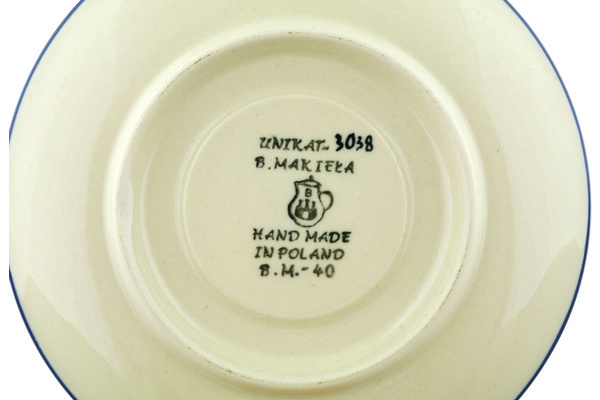 UNIKAT- 3038
B. MAKIEŁA
B
HAND MADE
IN POLAND
B.M.-40